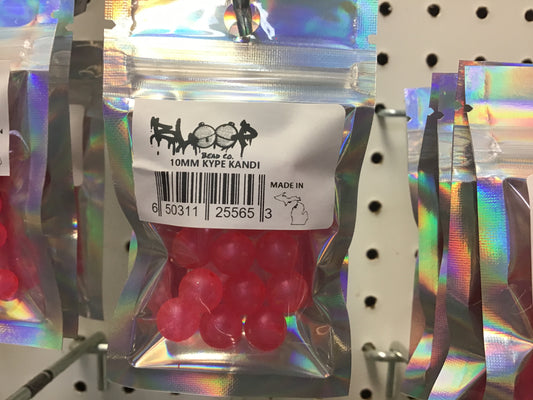 BLOOP
BEAD CO.
10MM KYPE KANDI
MADE IN
6 50311 25565 3